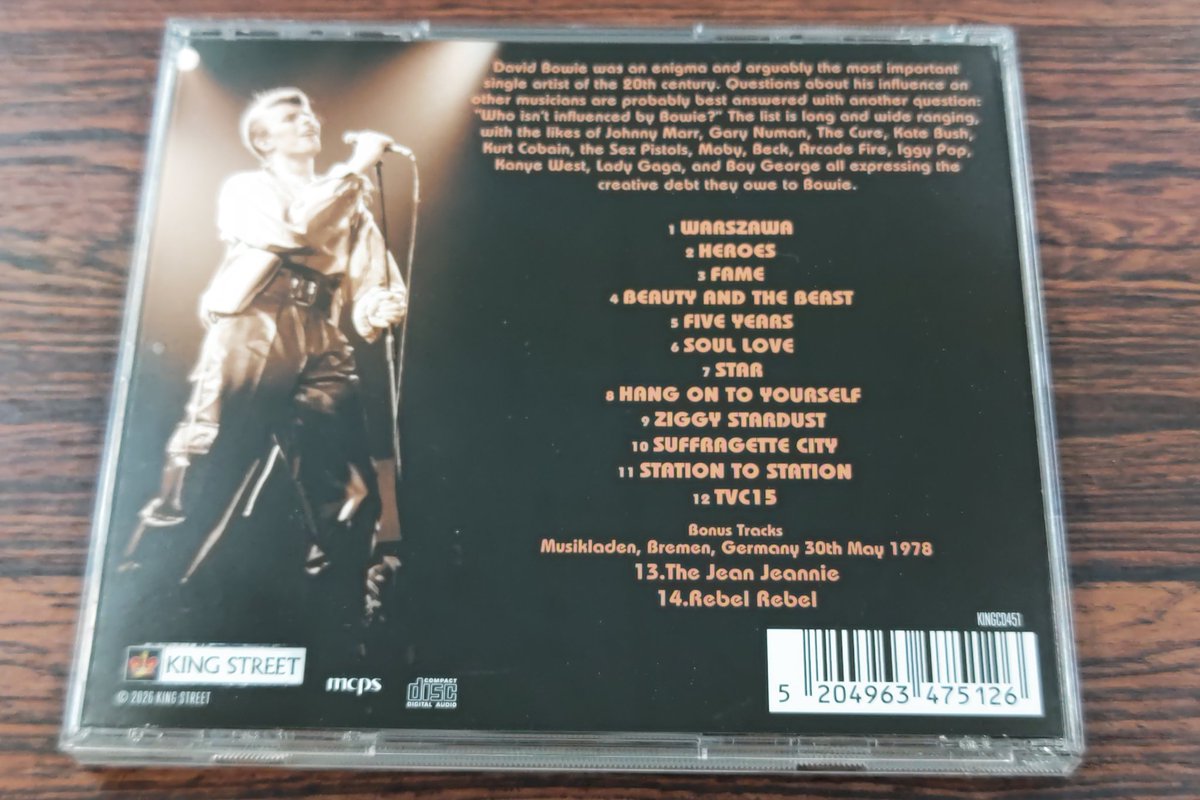 David Bowie was an enigma and arguably the most important
single artist of the 20th century. Questions about his influence on
other musicians are probably best answered with another question:
"Who isn't influenced by Bowie?" The list is long and wide ranging,
with the likes of Johnny Marr, Gary Numan, The Cure, Kate Bush,
Kurt Cobain, the Sex Pistols, Moby, Beck, Arcade Fire, Iggy Pop,
Kanye West, Lady Gaga, and Boy George all expressing the
creative debt they owe to Bowie.
1 WARSZAWA
2 HEROES
3 FAME
4 BEAUTY AND THE BEAST
5 FIVE YEARS
6 SOUL LOVE
7 STAR
8 HANG ON TO YOURSELF
9 ZIGGY STARDUST
10 SUFFRAGETTE CITY
11 STATION TO STATION
12 TVC15
Bonus Tracks
Musikladen, Bremen, Germany 30th May 1978
13.The Jean Jeannie
14.Rebel Rebel
KINGCD451
KING STREET
© 2026 KING STREET
mcps
COMPACT
disc
DIGITAL AUDIO
5 204963 475126